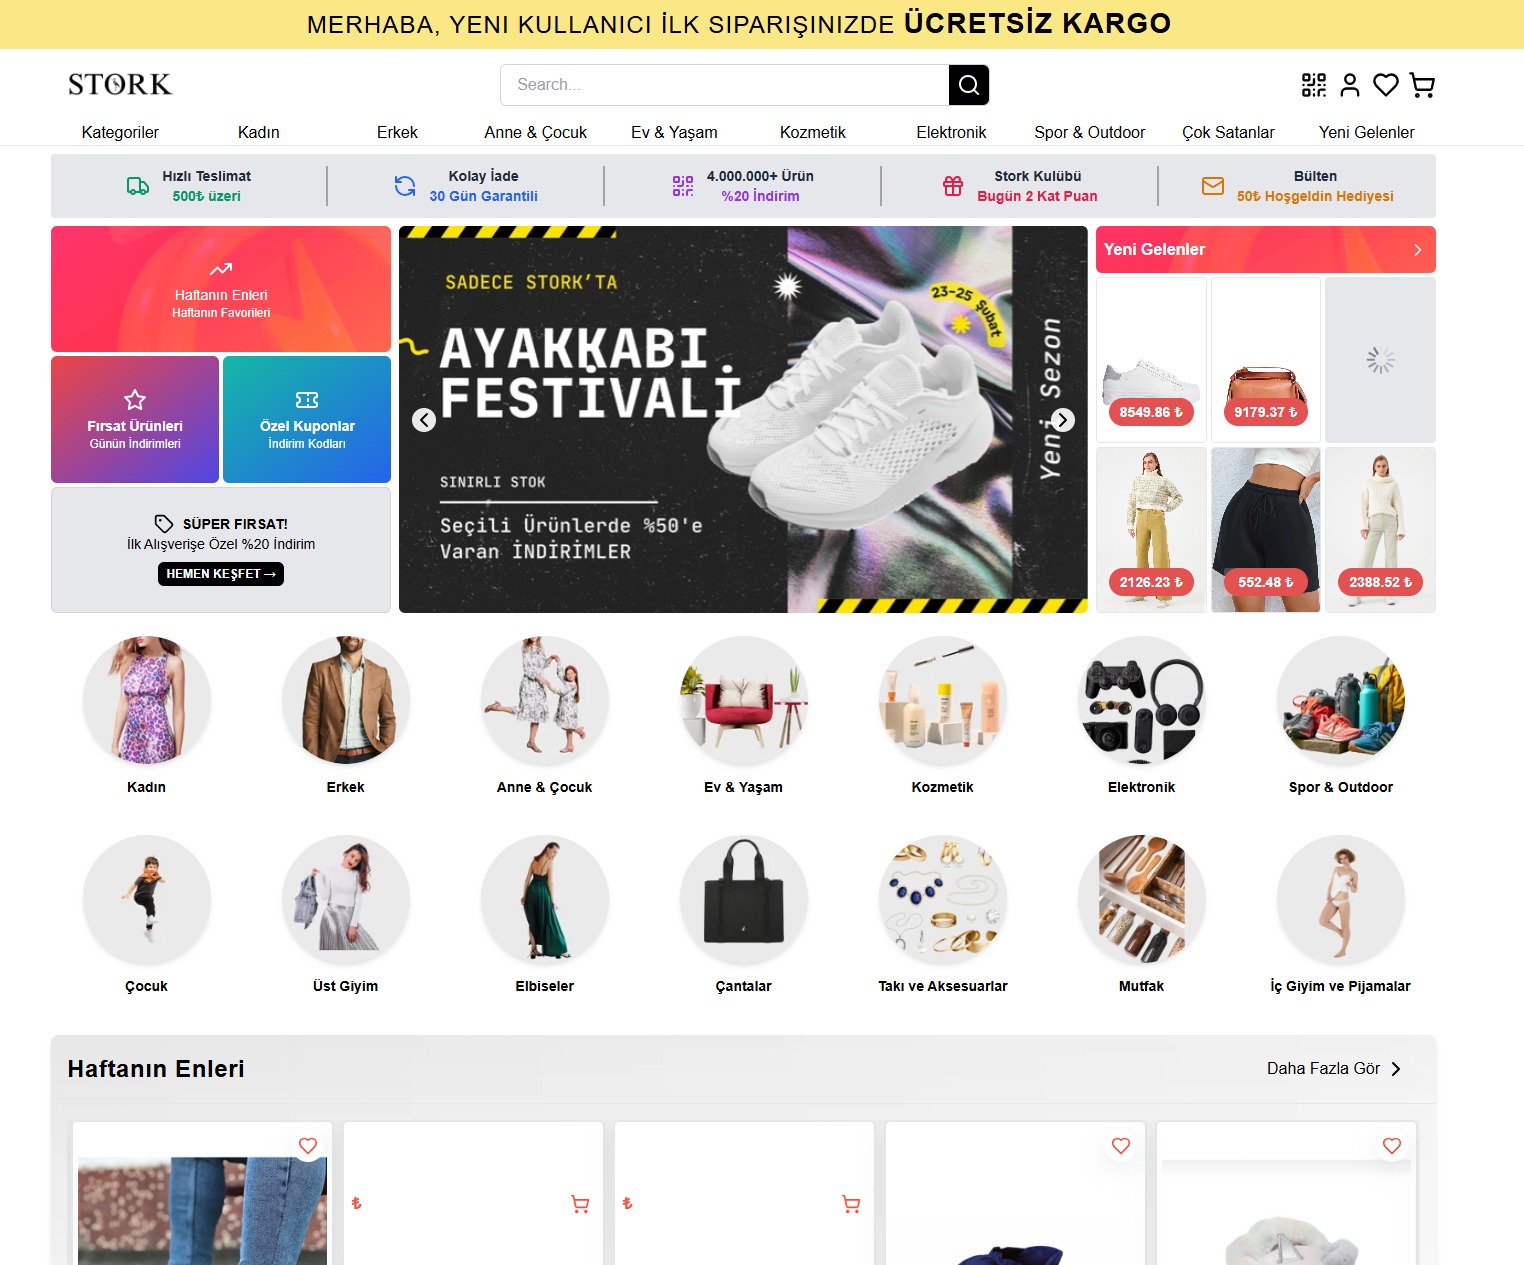 MERHABA, YENI KULLANICI İLK SIPARIŞINIZDE ÜCRETSİZ KARGO
STORK
Search...
Kategoriler
Kadın
Erkek
Anne & Çocuk
Ev & Yaşam
Kozmetik
Elektronik
Spor & Outdoor
Çok Satanlar
Yeni Gelenler
Hızlı Teslimat
500₺ üzeri
Kolay İade
30 Gün Garantili
4.000.000+ Ürün
%20 İndirim
Stork Kulübü
Bugün 2 Kat Puan
Bülten
50₺ Hoşgeldin Hediyesi
Haftanın Enleri
Haftanın Favorileri
Fırsat Ürünleri
Günün İndirimleri
Özel Kuponlar
İndirim Kodları
SÜPER FIRSAT!
İlk Alışverişe Özel %20 İndirim
HEMEN KEŞFET→
SADECE STORK'TA
AYAKKABI
FESTİVALİ
23-25 Şubat
Yeni Sezon
SINIRLI STOK
Seçili Ürünlerde %50'e
Varan İNDİRİMLER
Yeni Gelenler
8549.86 ₺
9179.37 ₺
2126.23 ₺
552.48 ₺
2388.52 ₺
Kadın
Erkek
Anne & Çocuk
Ev & Yaşam
Kozmetik
Elektronik
Spor & Outdoor
Çocuk
Üst Giyim
Elbiseler
Çantalar
Takı ve Aksesuarlar
Mutfak
İç Giyim ve Pijamalar
Haftanın Enleri
Daha Fazla Gör
₺
₺